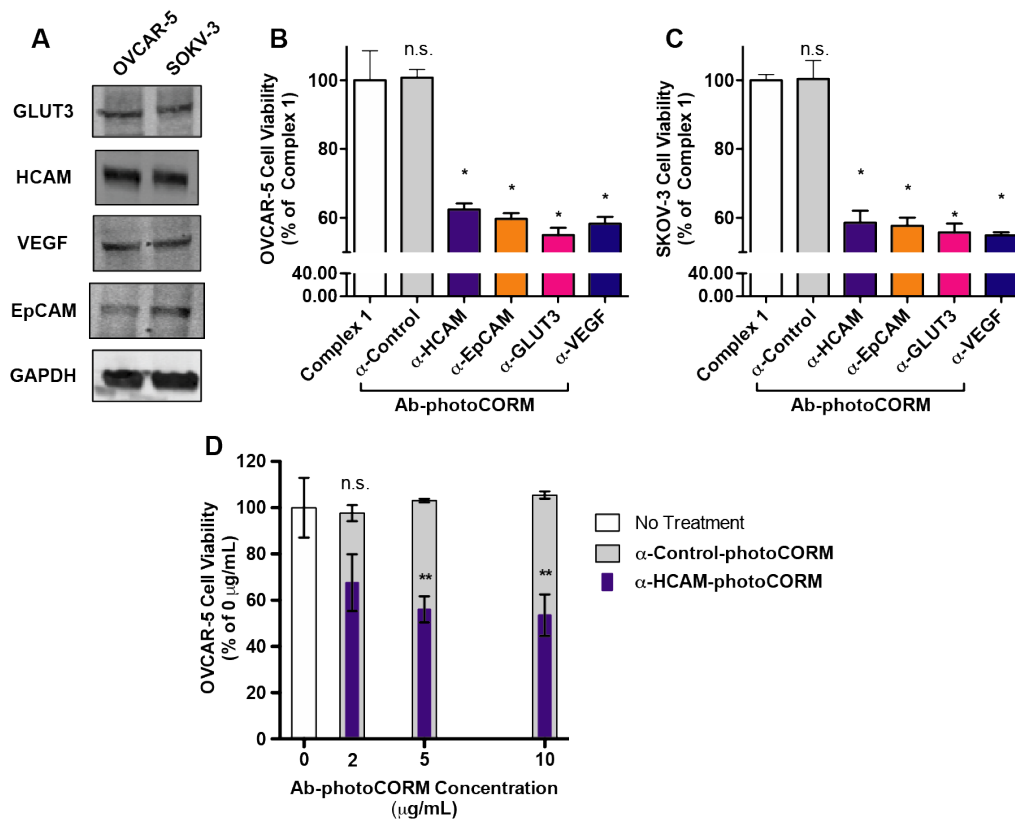 A
OVCAR-5
SOKV-3
GLUT3
HCAM
VEGF
EpCAM
GAPDH
B
OVCAR-5 Cell Viability
(% of Complex 1)
100
80
60
40.00
0.00
n.s.
*
*
*
*
Complex 1
α-Control
α-HCAM
α-EpCAM
α-GLUT3
α-VEGF
Ab-photoCORM
C
SKOV-3 Cell Viability
(% of Complex 1)
100
80
60
40.00
0.00
n.s.
*
*
*
*
Complex 1
α-Control
α-HCAM
α-EpCAM
α-GLUT3
α-VEGF
Ab-photoCORM
D
OVCAR-5 Cell Viability
(% of 0 μg/mL)
120
100
80
60
40
20
0
n.s.
**
**
0 2 5 10
Ab-photoCORM Concentration
(μg/mL)
No Treatment
α-Control-photoCORM
α-HCAM-photoCORM